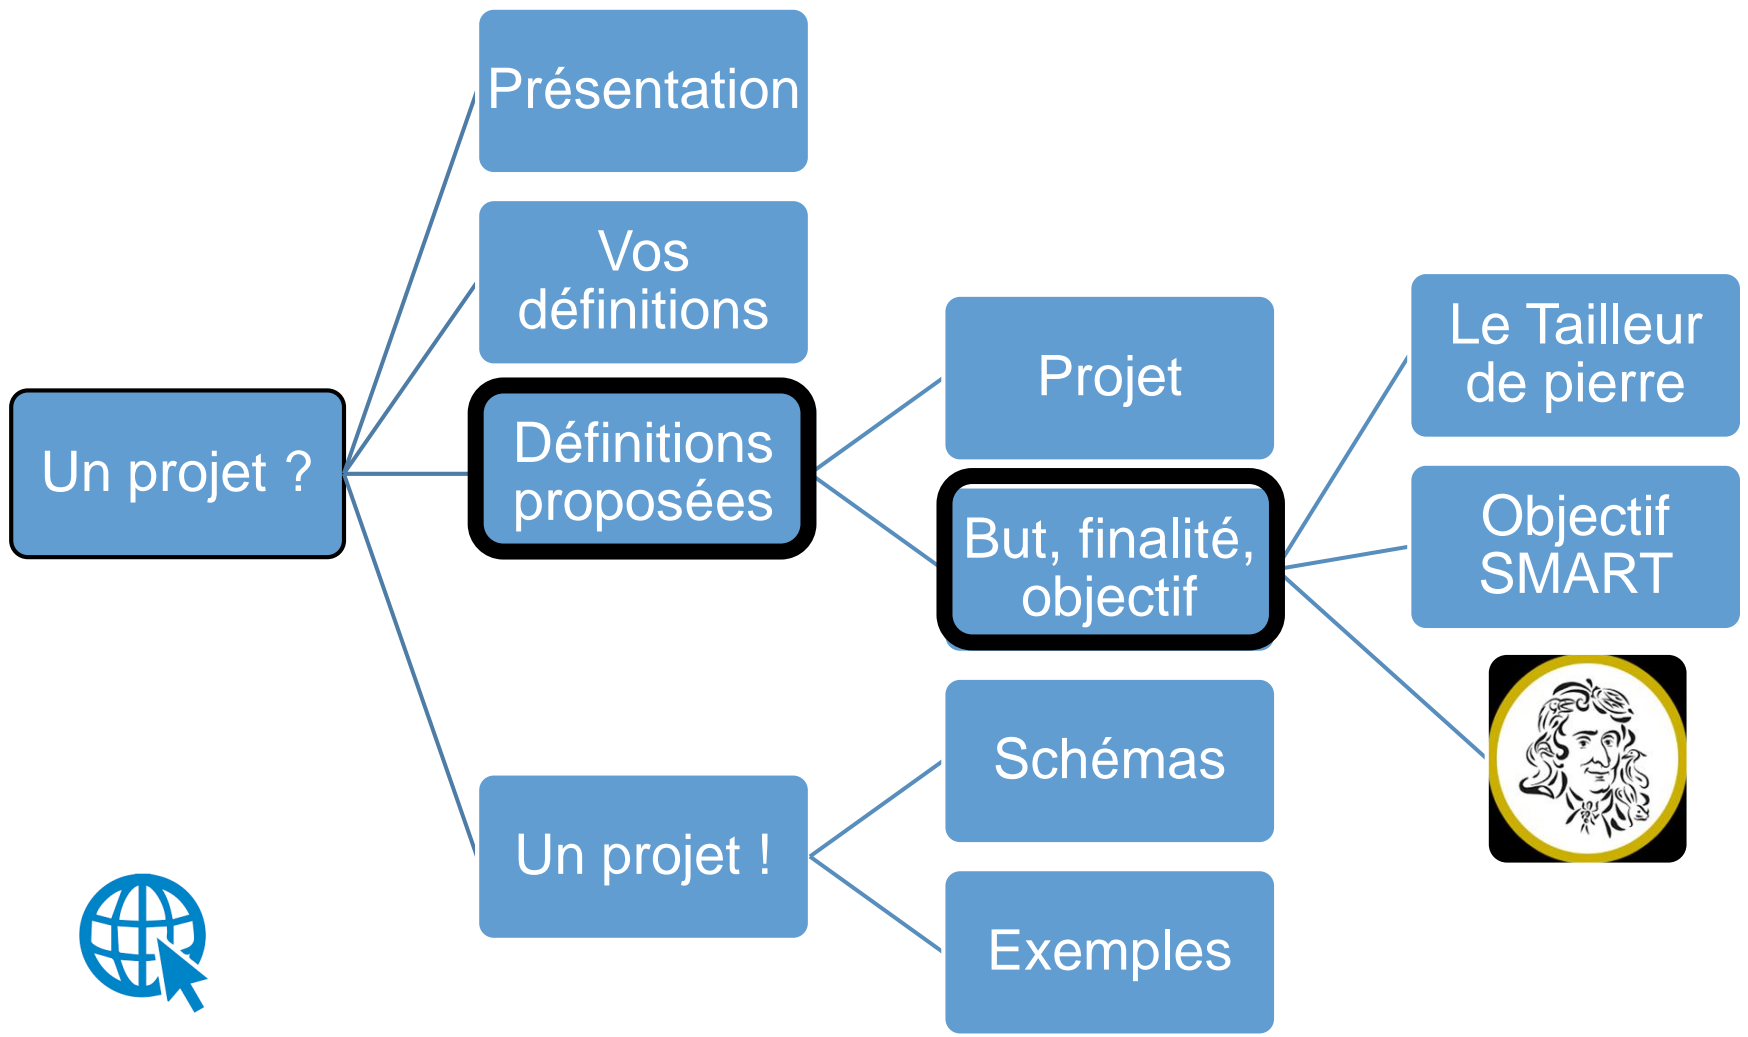 Présentation
Vos
définitions
Un projet ?
Définitions
proposées
Projet
But, finalité,
objectif
Le Tailleur
de pierre
Objectif
SMART
Un projet !
Schémas
Exemples